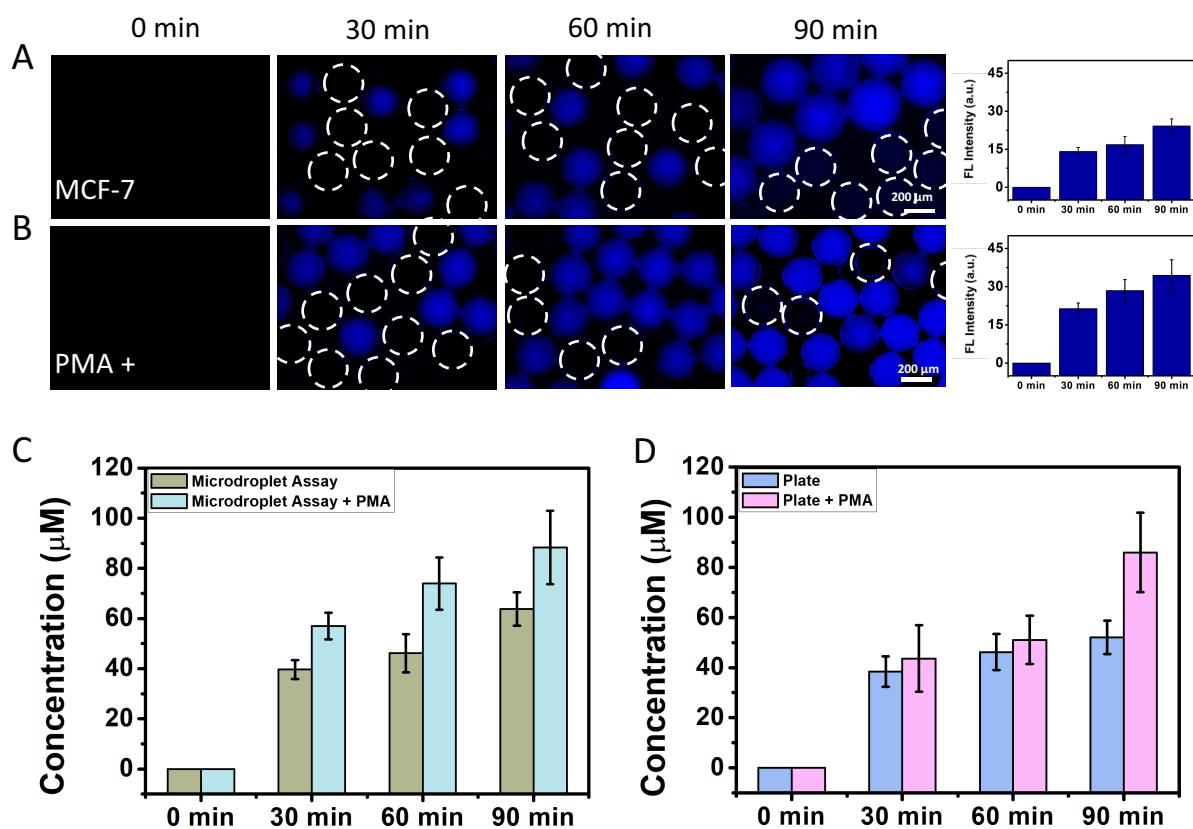 0 min 30 min 60 min 90 min
A
MCF-7
200 µm
FL Intensity (a.u.)
45
30
15
0
0 min 30 min 60 min 90 min
B
PMA +
200 µm
FL Intensity (a.u.)
45
30
15
0
0 min 30 min 60 min 90 min
C
Concentration (µM)
120
100
80
60
40
20
0
Microdroplet Assay
Microdroplet Assay + PMA
0 min 30 min 60 min 90 min
D
Concentration (µM)
120
100
80
60
40
20
0
Plate
Plate + PMA
0 min 30 min 60 min 90 min